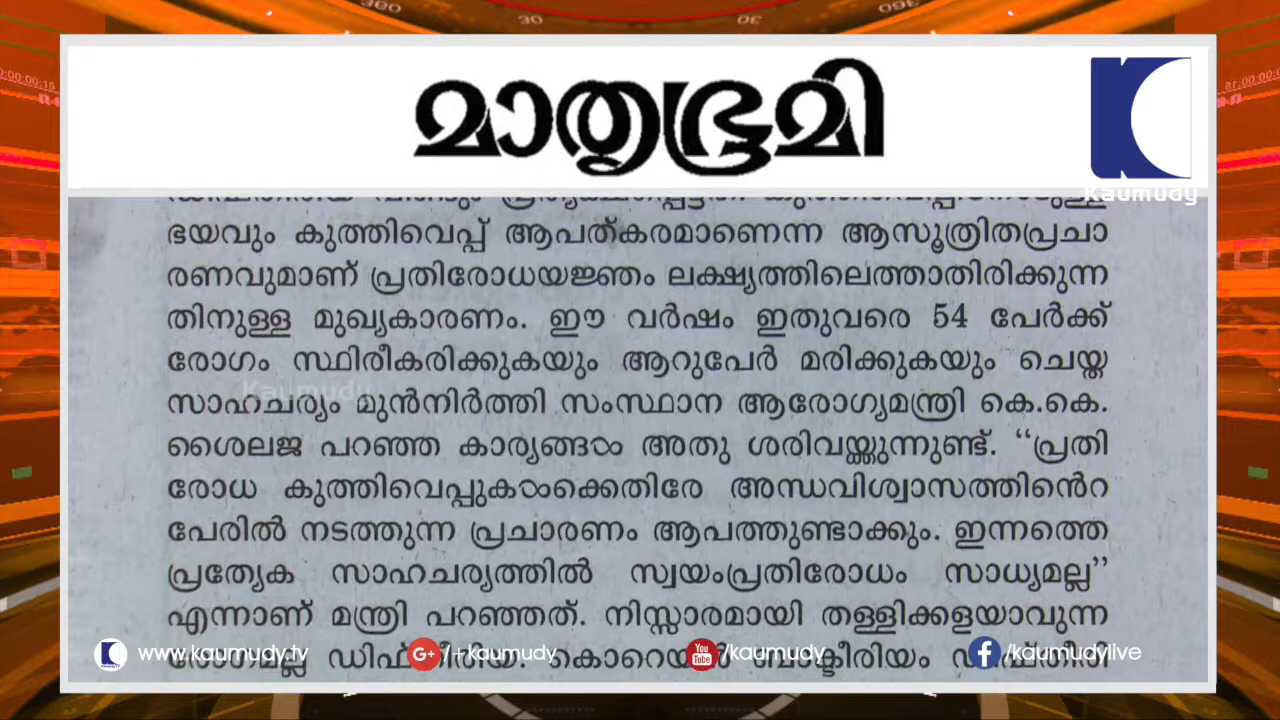 മാതൃഭൂമി
Kaumudy
ഭയവും കുത്തിവെപ്പ് ആപത്കരമാണെന്ന ആസൂത്രിതപ്രചാ
രണവുമാണ് പ്രതിരോധയജ്ഞം ലക്ഷ്യത്തിലെത്താതിരിക്കുന്ന
തിനുള്ള മുഖ്യകാരണം. ഈ വർഷം ഇതുവരെ 54 പേർക്ക്
രോഗം സ്ഥിരീകരിക്കുകയും ആറുപേർ മരിക്കുകയും ചെയ്ത
Kaumudy
സാഹചര്യം മുൻനിർത്തി സംസ്ഥാന ആരോഗ്യമന്ത്രി കെ.കെ.
ശൈലജ പറഞ്ഞ കാര്യങ്ങൾ അതു ശരിവയ്ക്കുന്നുണ്ട്. “പ്രതി
രോധ കുത്തിവെപ്പുകൾക്കെതിരേ അന്ധവിശ്വാസത്തിന്റെ
പേരിൽ നടത്തുന്ന പ്രചാരണം ആപത്തുണ്ടാക്കും. ഇന്നത്തെ
പ്രത്യേക സാഹചര്യത്തിൽ സ്വയംപ്രതിരോധം സാധ്യമല്ല”
എന്നാണ് മന്ത്രി പറഞ്ഞത്. നിസ്സാരമായി തള്ളിക്കളയാവുന്ന
www.kaumudy.tv /+kaumudy /kaumudy /kaumudylive